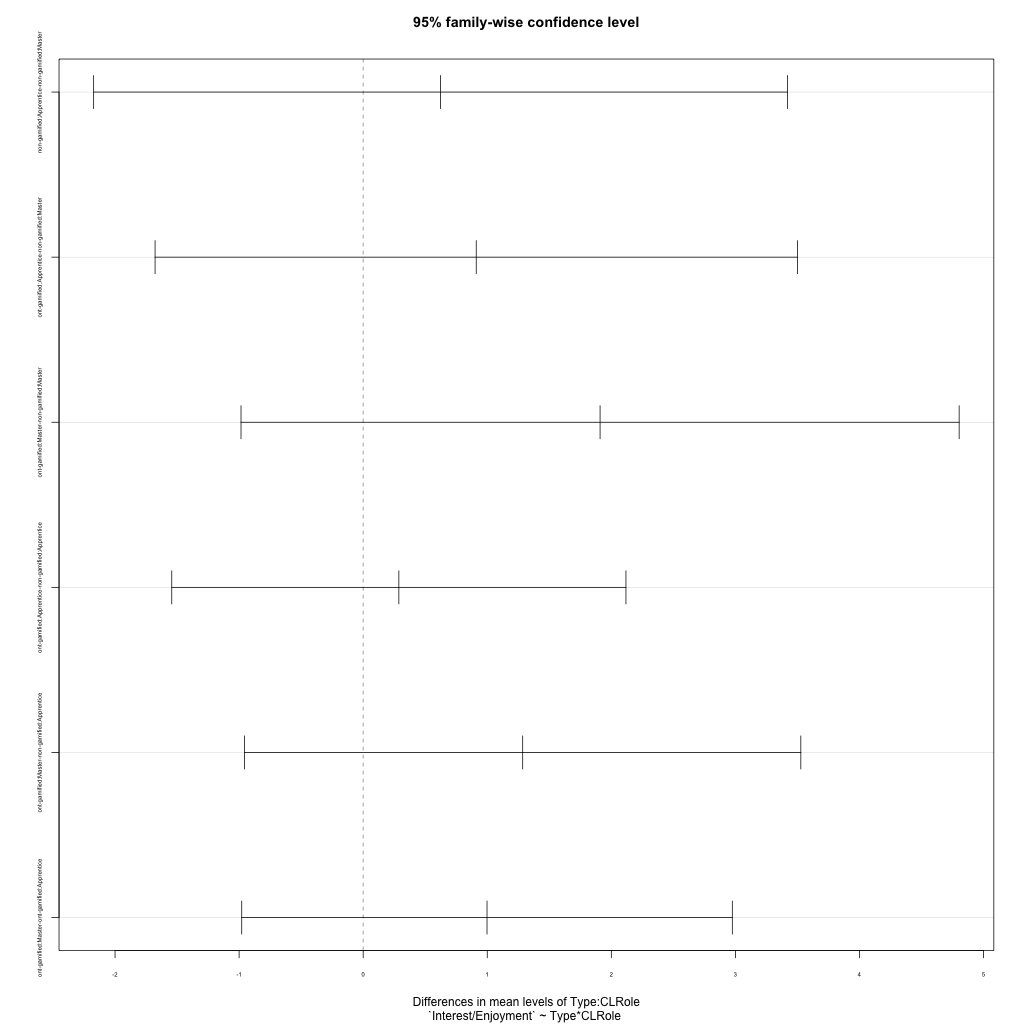 95% family-wise confidence level
non-gamified:Apprentice-non-gamified:Master
ont-gamified:Apprentice-non-gamified:Master
ont-gamified:Master-non-gamified:Master
ont-gamified:Apprentice-non-gamified:Apprentice
ont-gamified:Master-non-gamified:Apprentice
ont-gamified:Master-ont-gamified:Apprentice
-2 -1 0 1 2 3 4 5
Differences in mean levels of Type:CLRole
`Interest/Enjoyment` ~ Type*CLRole